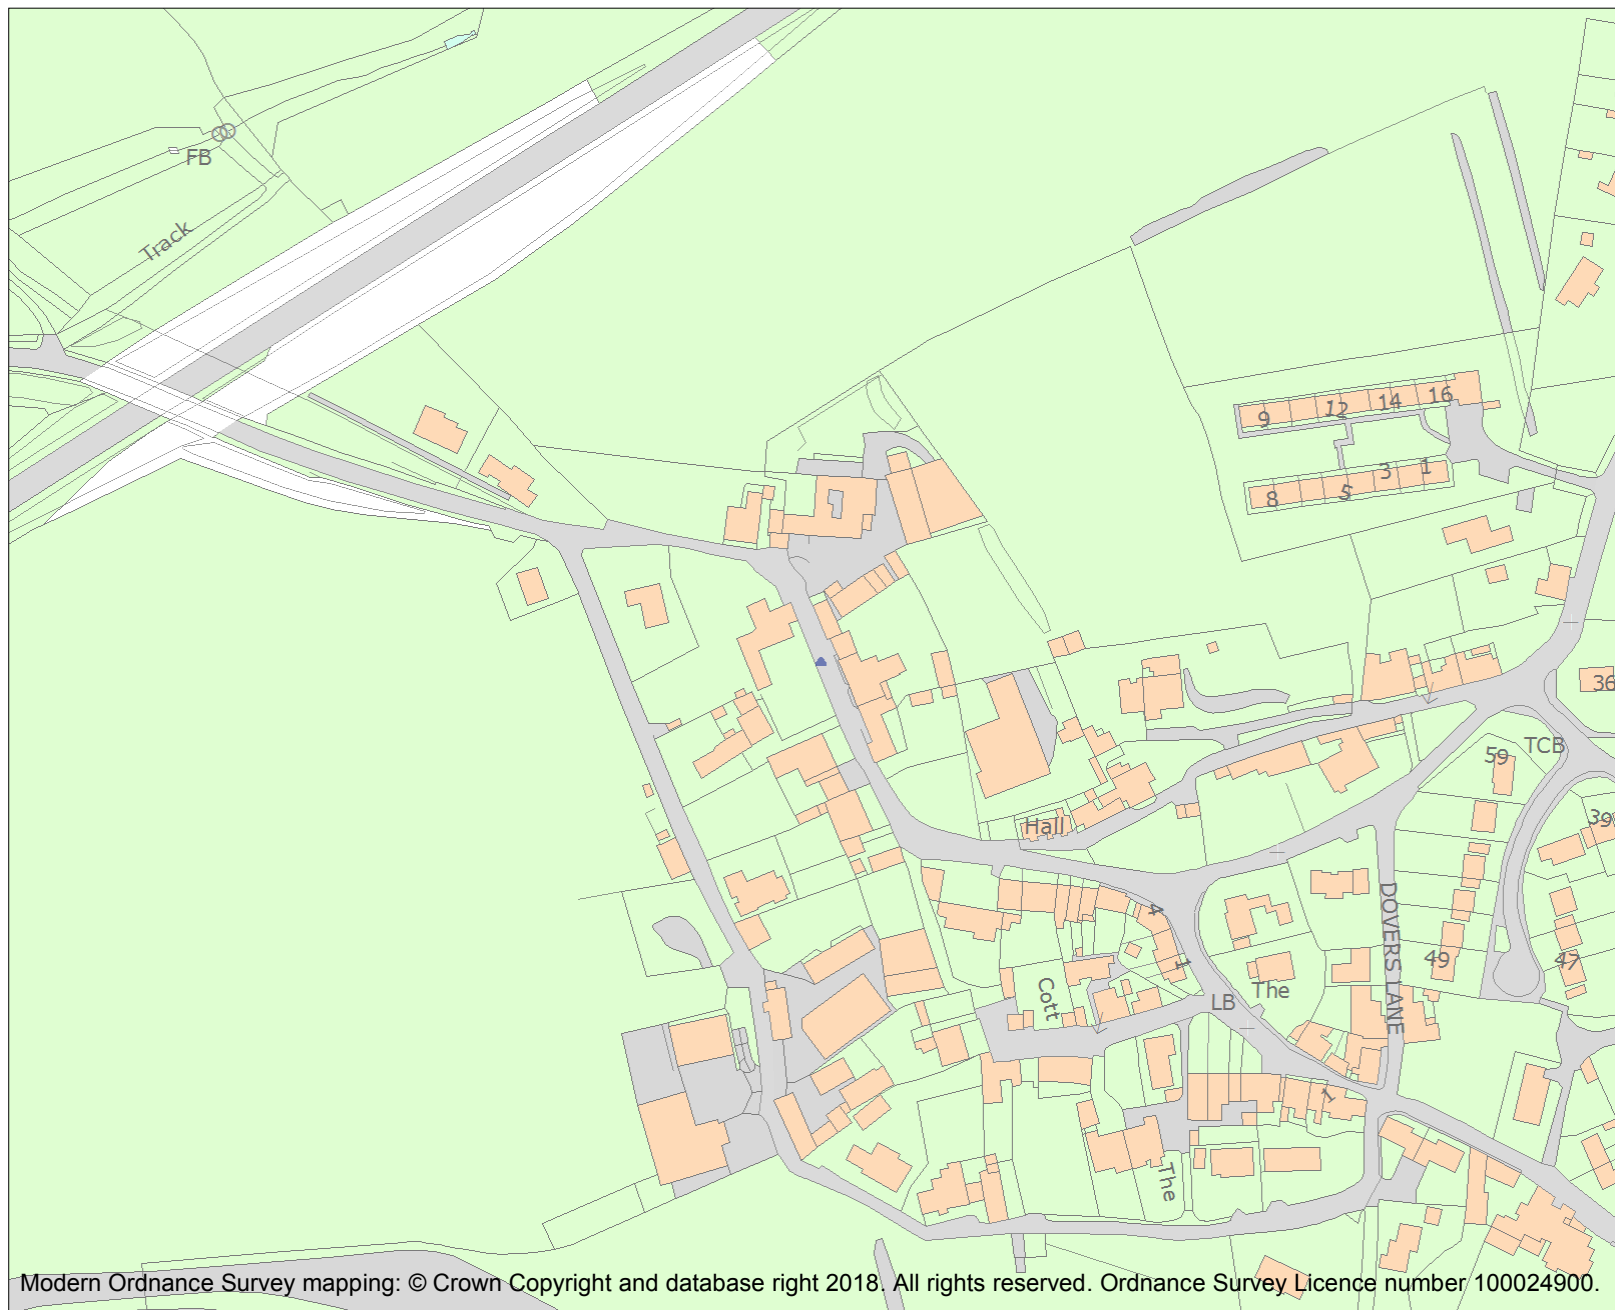 FB
Track
9
12
14
16
8
5
3
1
36
TCB
59
39
Hall
4
1
DOVERS LANE
49
47
Cott
LB
The
1
The
Modern Ordnance Survey mapping: © Crown Copyright and database right 2018. All rights reserved. Ordnance Survey Licence number 100024900.